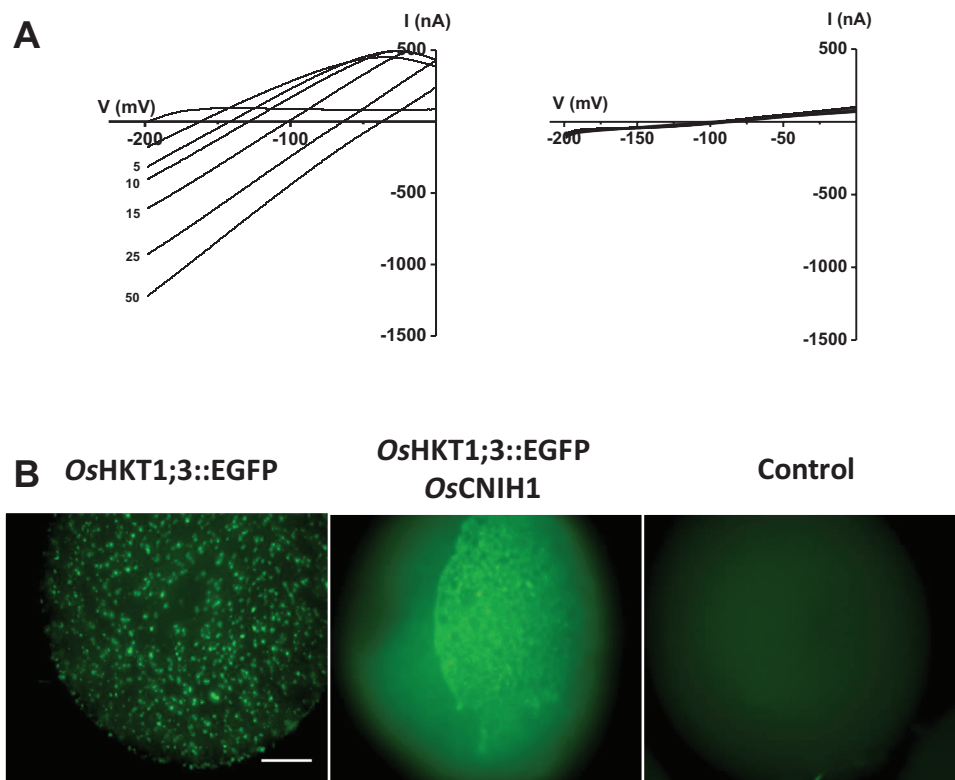 A
I (nA)
500
V (mV)
-200
-100
5
10
15
25
50
-500
-1000
-1500
I (nA)
500
V (mV)
-200
-150
-100
-50
-500
-1000
-1500
B
OsHKT1;3::EGFP
OsHKT1;3::EGFP
OsCNIH1
Control